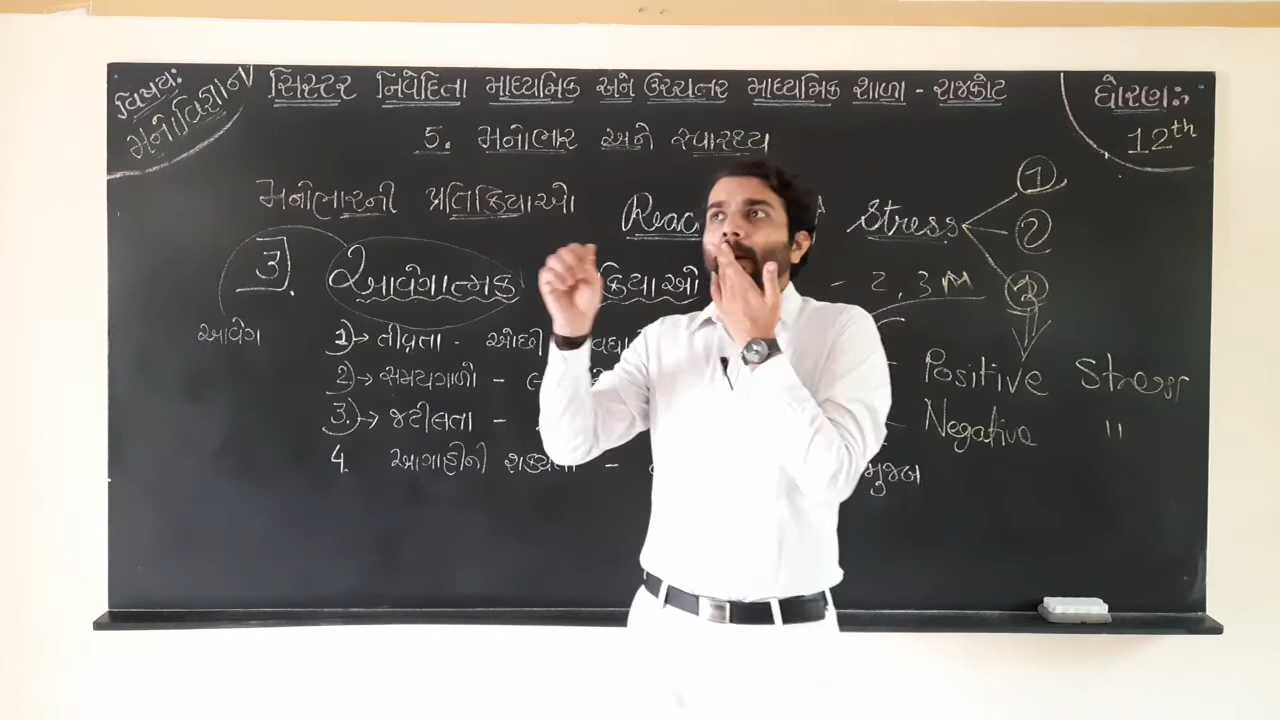 વિષય:
મનોવિજ્ઞાન
સિસ્ટર નિવેદિતા માધ્યમિક અને ઉચ્ચતર માધ્યમિક શાળા - રાજકોટ
ધોરણ:
12th
5. મનોભાર અને સ્વાસ્થ્ય
મનોભારની પ્રતિક્રિયાઓ Stress
1
2
3. આવેગાત્મક ક્રિયાઓ - 2, 3 M
આવેગ
1) → તીવ્રતા - ઓછી
2) → સમયગાળો - Positive Stress
3.) → જટીલતા - Negative "
4. આગાહીની શક્યતા - મુજબ